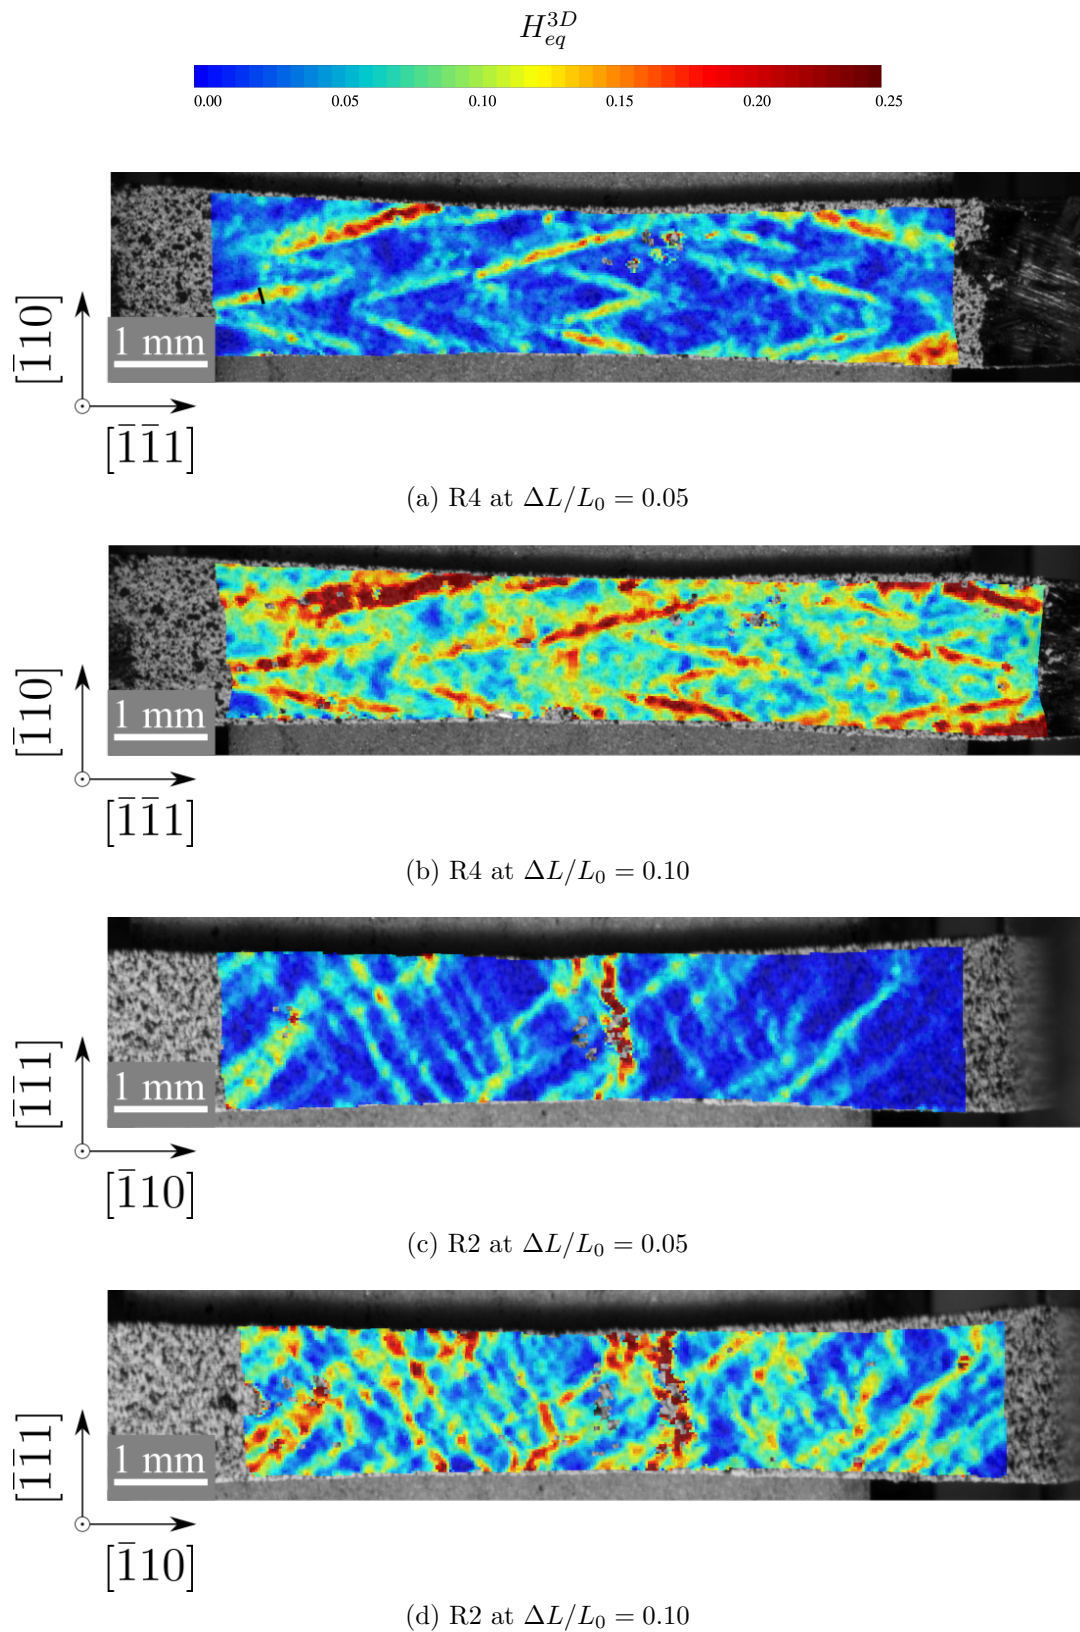 H_{eq}^{3D}
0.00 0.05 0.10 0.15 0.20 0.25
[1̄10]
1 mm
[1̄1̄1]
(a) R4 at ΔL/L₀ = 0.05
[1̄10]
1 mm
[1̄1̄1]
(b) R4 at ΔL/L₀ = 0.10
[1̄1̄1]
1 mm
[1̄10]
(c) R2 at ΔL/L₀ = 0.05
[1̄1̄1]
1 mm
[1̄10]
(d) R2 at ΔL/L₀ = 0.10